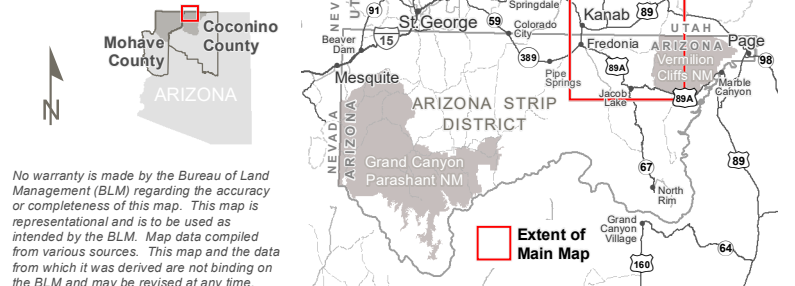 Coconino
County
Mohave
County
ARIZONA
N
No warranty is made by the Bureau of Land
Management (BLM) regarding the accuracy
or completeness of this map. This map is
representational and is to be used as
intended by the BLM. Map data compiled
from various sources. This map and the data
from which it was derived are not binding on
the BLM and may be revised at any time.
Springdale
NEV
UT
91
St George
59
Kanab
89
Colorado
City
UTAH
Beaver
Dam
15
Fredonia
ARIZONA
Page
389
89A
Vermilion
Cliffs NM
98
Mesquite
Pipe
Springs
Marble
Canyon
Jacob
Lake
89A
ARIZONA STRIP
DISTRICT
NEVADA
ARIZONA
Grand Canyon
Parashant NM
67
89
North
Rim
Grand
Canyon
Village
Extent of
Main Map
64
160